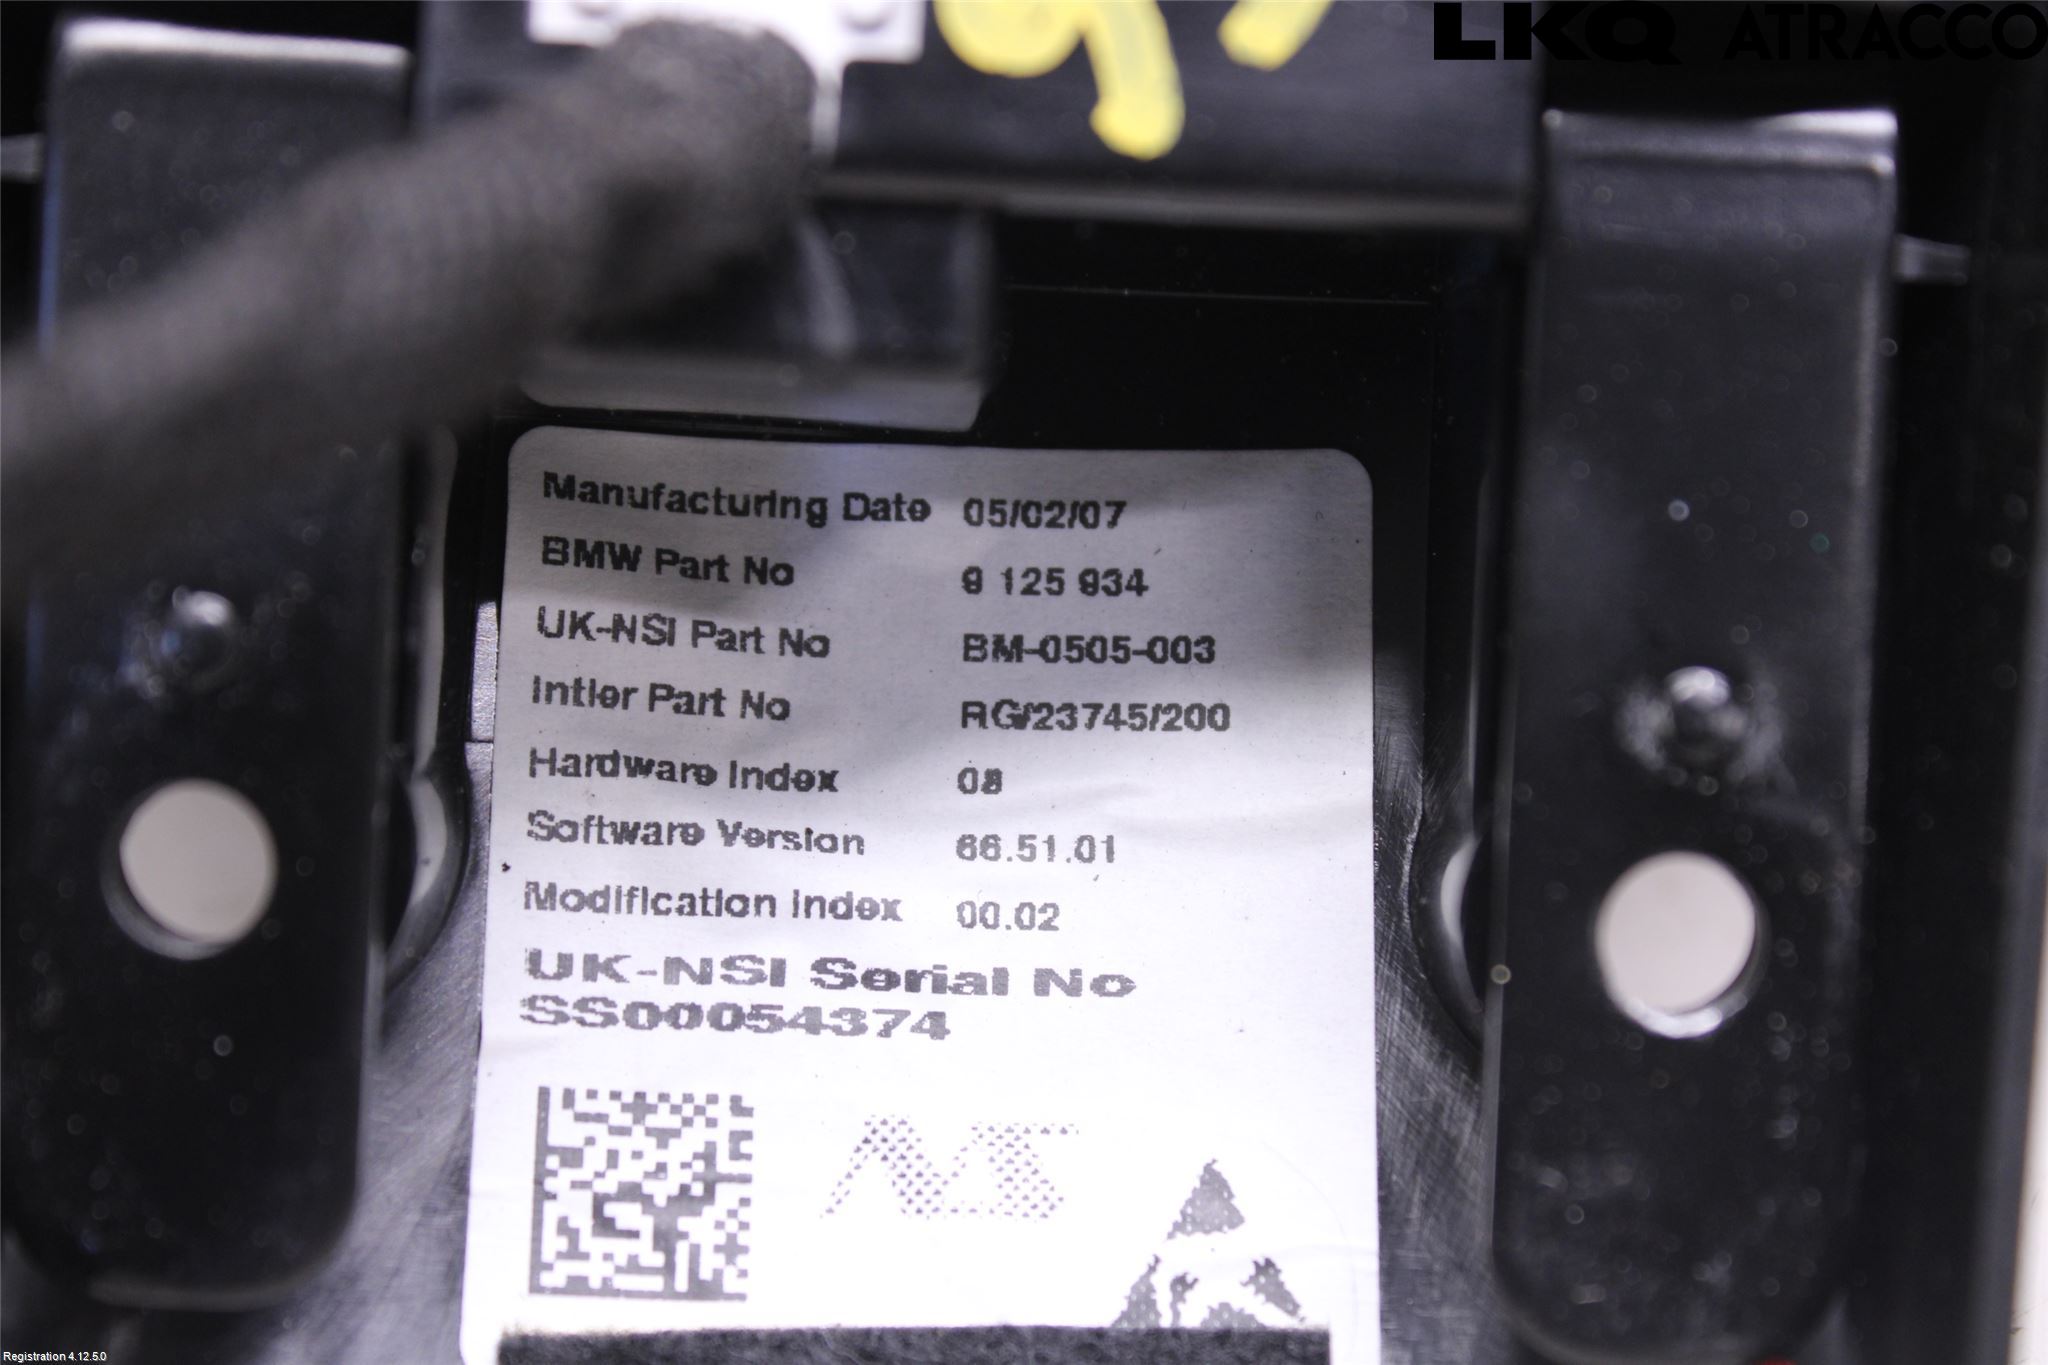 LKQ ATRACCO
Manufacturing Date 05/02/07
BMW Part No 9 125 934
UK-NSI Part No BM-0505-003
Intier Part No RG/23745/200
Hardware Index 08
Software Version 66.51.01
Modification Index 00.02
UK-NSI Serial No
SS00054374
NS
Registration 4.12.5.0